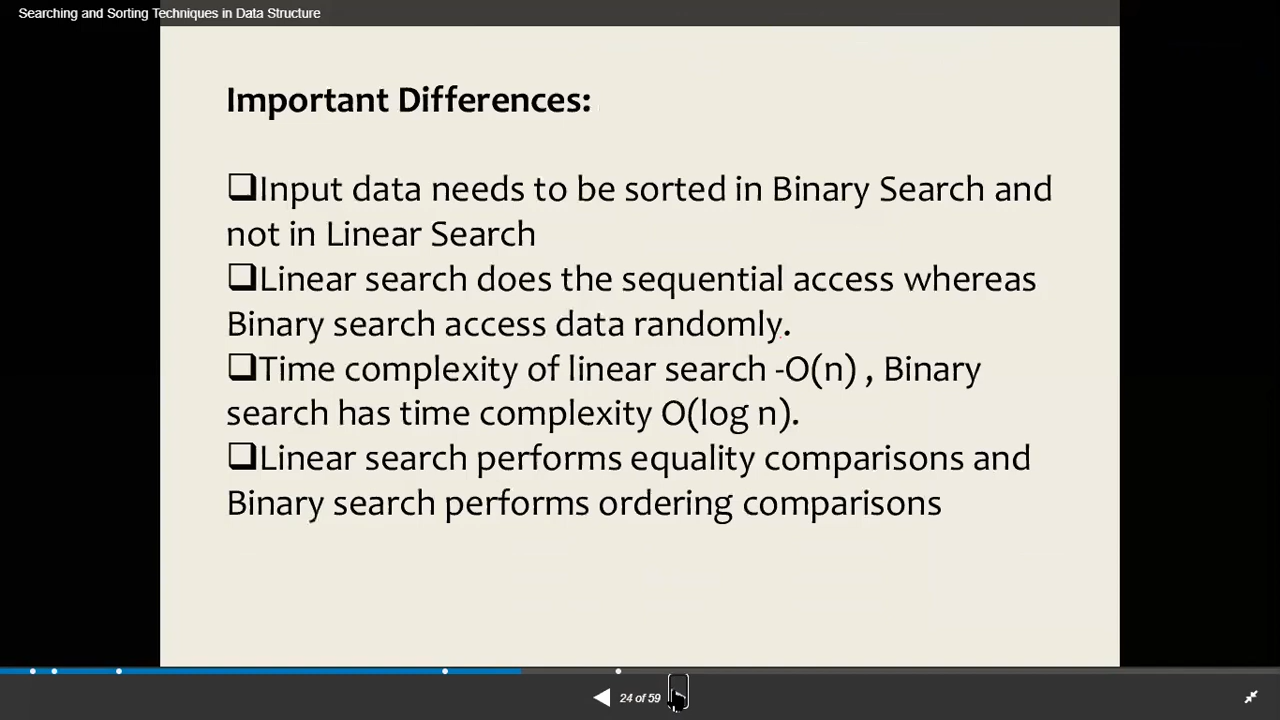 Searching and Sorting Techniques in Data Structure
Important Differences:
❑Input data needs to be sorted in Binary Search and
not in Linear Search
❑Linear search does the sequential access whereas
Binary search access data randomly.
❑Time complexity of linear search -O(n) , Binary
search has time complexity O(log n).
❑Linear search performs equality comparisons and
Binary search performs ordering comparisons
24 of 59